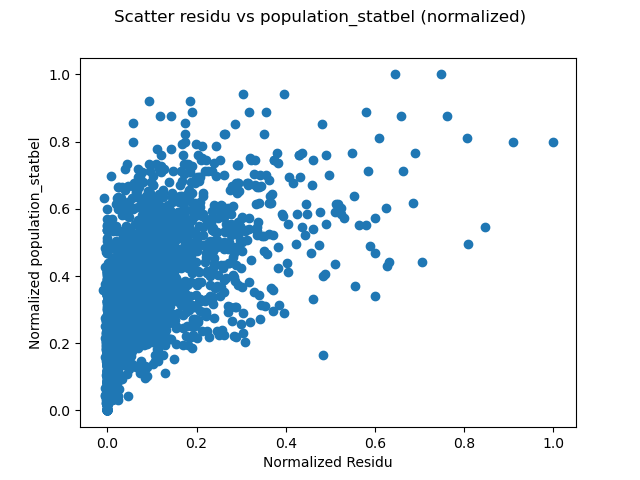 Scatter residu vs population_statbel (normalized)
1.0
0.8
0.6
0.4
0.2
0.0
Normalized population_statbel
0.0 0.2 0.4 0.6 0.8 1.0
Normalized Residu